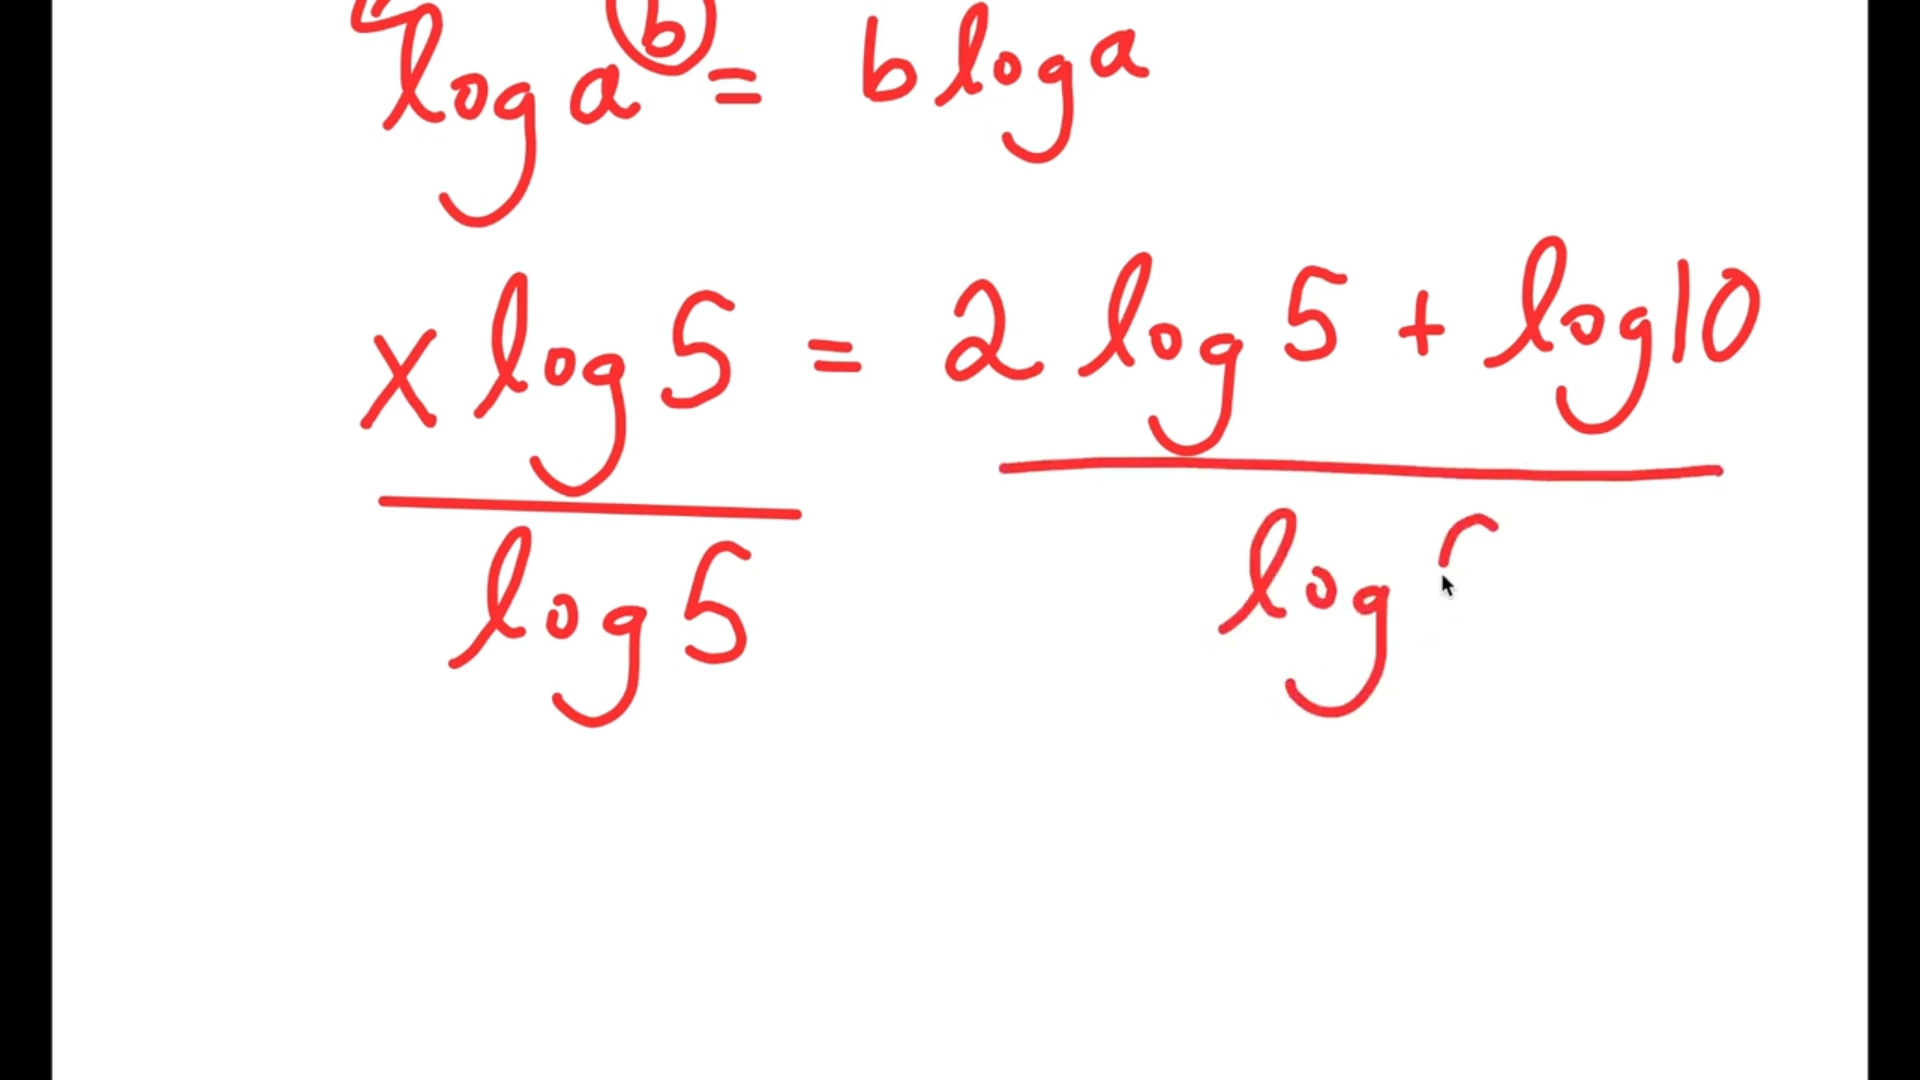 log a^b = b log a
x log 5 = 2 log 5 + log 10
log 5 log